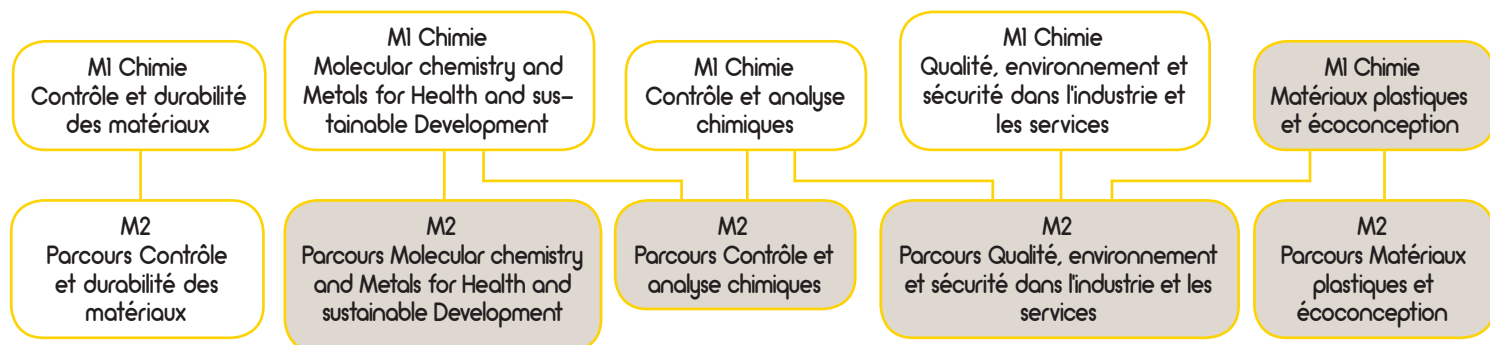 M1 Chimie
Contrôle et durabilité
des matériaux
M1 Chimie
Molecular chemistry and
Metals for Health and sus-
tainable Development
M1 Chimie
Contrôle et analyse
chimiques
M1 Chimie
Qualité, environnement et
sécurité dans l'industrie et
les services
M1 Chimie
Matériaux plastiques
et écoconception
M2
Parcours Contrôle
et durabilité des
matériaux
M2
Parcours Molecular chemistry
and Metals for Health and
sustainable Development
M2
Parcours Contrôle et
analyse chimiques
M2
Parcours Qualité, environnement
et sécurité dans l'industrie et les
services
M2
Parcours Matériaux
plastiques et
écoconception